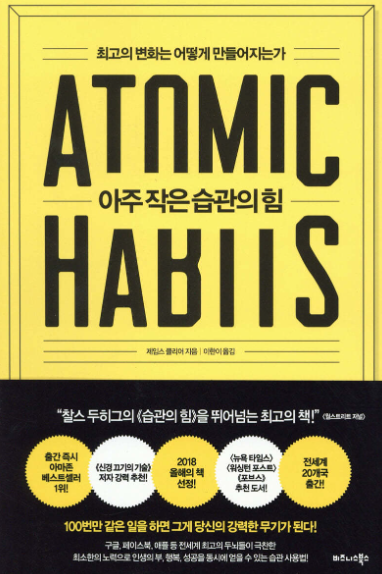 최고의 변화는 어떻게 만들어지는가
ATOMIC
아주 작은 습관의 힘
HABITS
제임스 클리어 지음 | 이한이 옮김
“찰스 두히그의 《습관의 힘》을 뛰어넘는 최고의 책!” 〈월스트리트 저널〉
출간 즉시
아마존
베스트셀러
1위!
《신경 끄기의 기술》
저자 강력 추천!
2018
올해의 책
선정!
〈뉴욕 타임스〉
〈워싱턴 포스트〉
〈포브스〉
추천 도서!
전세계
20개국
출간!
100번만 같은 일을 하면 그게 당신의 강력한 무기가 된다!
구글, 페이스북, 애플 등 전세계 최고의 두뇌들이 극찬한
최소한의 노력으로 인생의 부, 행복, 성공을 동시에 얻을 수 있는 습관 사용법!
비즈니스북스